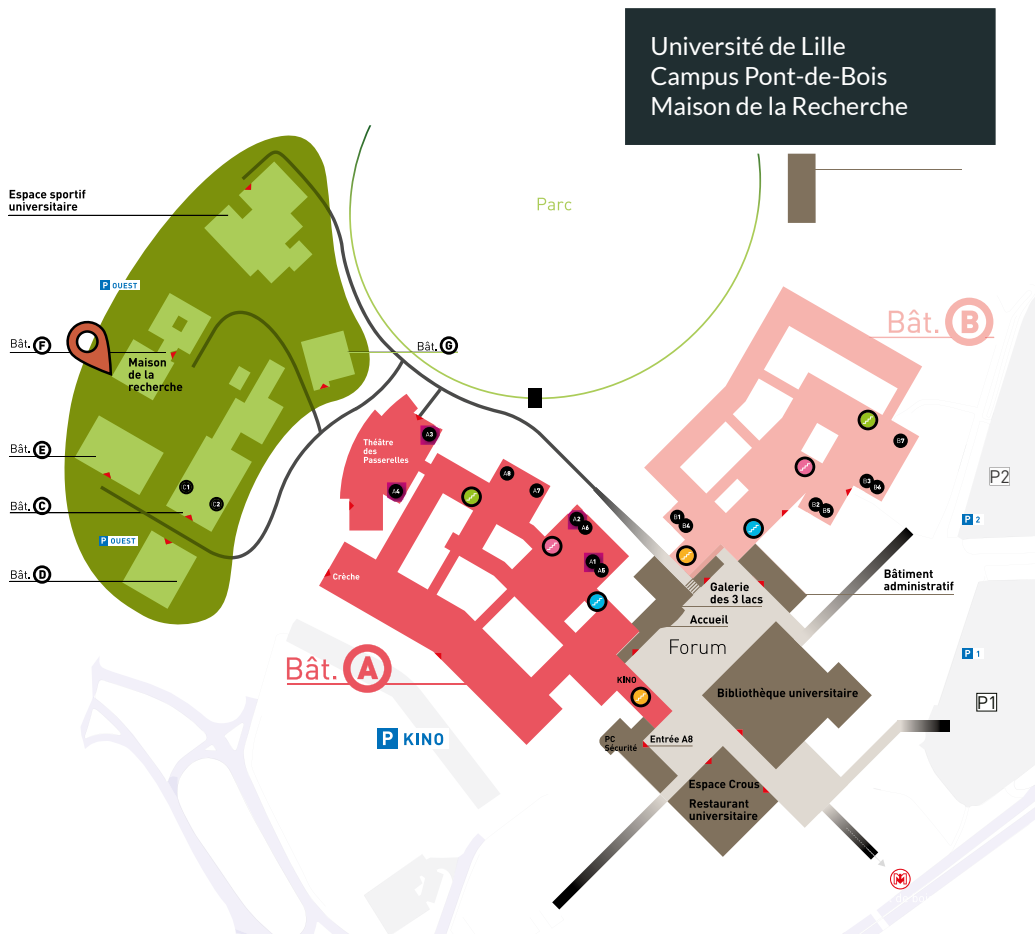 Université de Lille
Campus Pont-de-Bois
Maison de la Recherche
Espace sportif
universitaire
Parc
P OUEST
Bât. B
Bât. F
Maison
de la
recherche
Bât. G
Théâtre
des
Passerelles
A3
A4
A8
A7
A2
A6
A1
A5
B7
B3
B6
B2
B5
B1
B4
P2
P 2
Bât. E
C1
C2
Bât. C
P OUEST
Bât. D
Crèche
Galerie
des 3 lacs
Bâtiment
administratif
Accueil
Forum
P 1
P1
Bât. A
KINO
Bibliothèque universitaire
P KINO
PC
Sécurité
Entrée A8
Espace Crous
Restaurant
universitaire
M